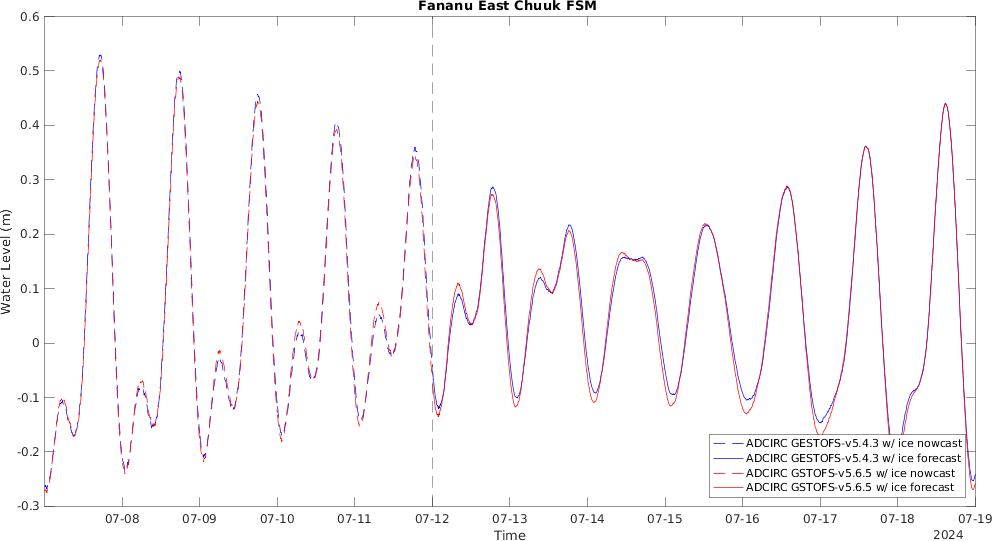 Fananu East Chuuk FSM
0.6
0.5
0.4
0.3
0.2
0.1
0
-0.1
-0.2
-0.3
Water Level (m)
ADCIRC GESTOFS-v5.4.3 w/ ice nowcast
ADCIRC GESTOFS-v5.4.3 w/ ice forecast
ADCIRC GSTOFS-v5.6.5 w/ ice nowcast
ADCIRC GSTOFS-v5.6.5 w/ ice forecast
07-08 07-09 07-10 07-11 07-12 07-13 07-14 07-15 07-16 07-17 07-18 07-19
Time
2024